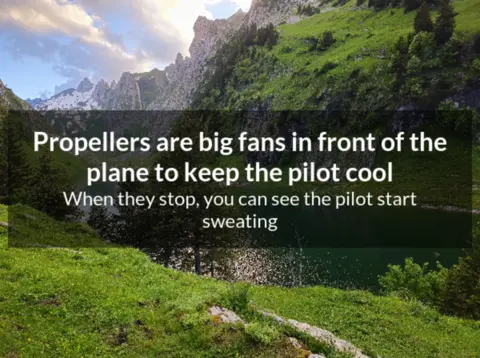 Propellers are big fans in front of the
plane to keep the pilot cool
When they stop, you can see the pilot start
sweating